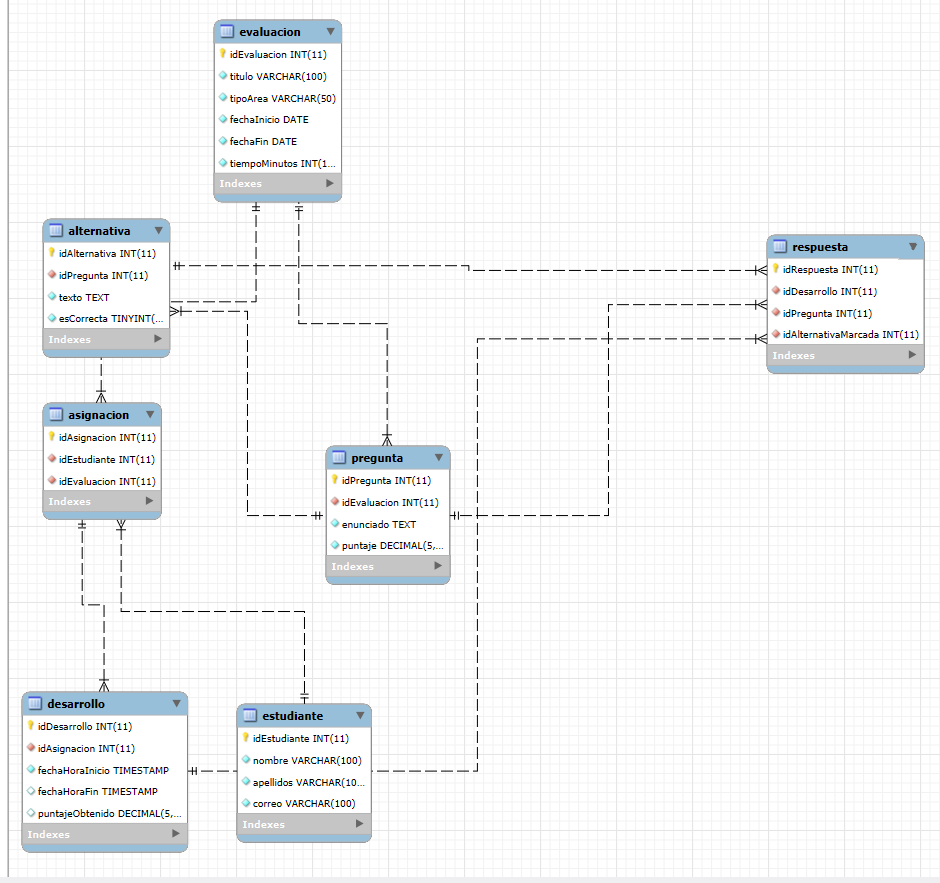 evaluacion
idEvaluacion INT(11)
titulo VARCHAR(100)
tipoArea VARCHAR(50)
fechaInicio DATE
fechaFin DATE
tiempoMinutos INT(1...
Indexes
alternativa
idAlternativa INT(11)
idPregunta INT(11)
texto TEXT
esCorrecta TINYINT(...
Indexes
respuesta
idRespuesta INT(11)
idDesarrollo INT(11)
idPregunta INT(11)
idAlternativaMarcada INT(11)
Indexes
asignacion
idAsignacion INT(11)
idEstudiante INT(11)
idEvaluacion INT(11)
Indexes
pregunta
idPregunta INT(11)
idEvaluacion INT(11)
enunciado TEXT
puntaje DECIMAL(5,...
Indexes
desarrollo
idDesarrollo INT(11)
idAsignacion INT(11)
fechaHoraInicio TIMESTAMP
fechaHoraFin TIMESTAMP
puntajeObtenido DECIMAL(5,...
Indexes
estudiante
idEstudiante INT(11)
nombre VARCHAR(100)
apellidos VARCHAR(10...
correo VARCHAR(100)
Indexes